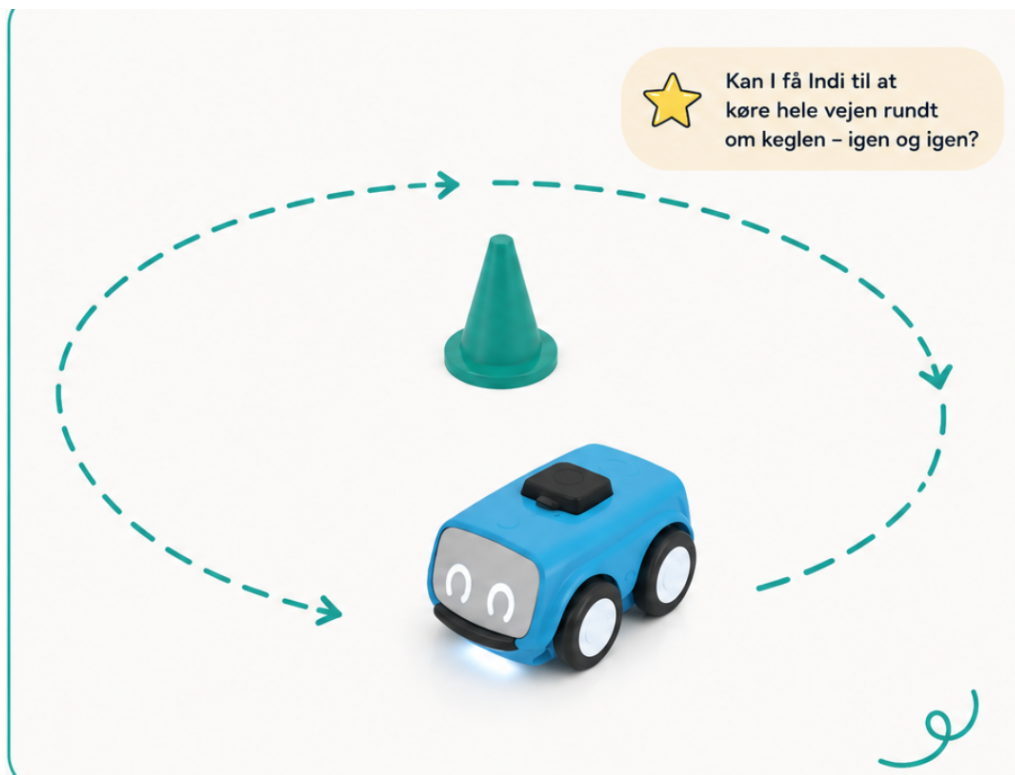 Kan I få Indi til at
køre hele vejen rundt
om keglen – igen og igen?